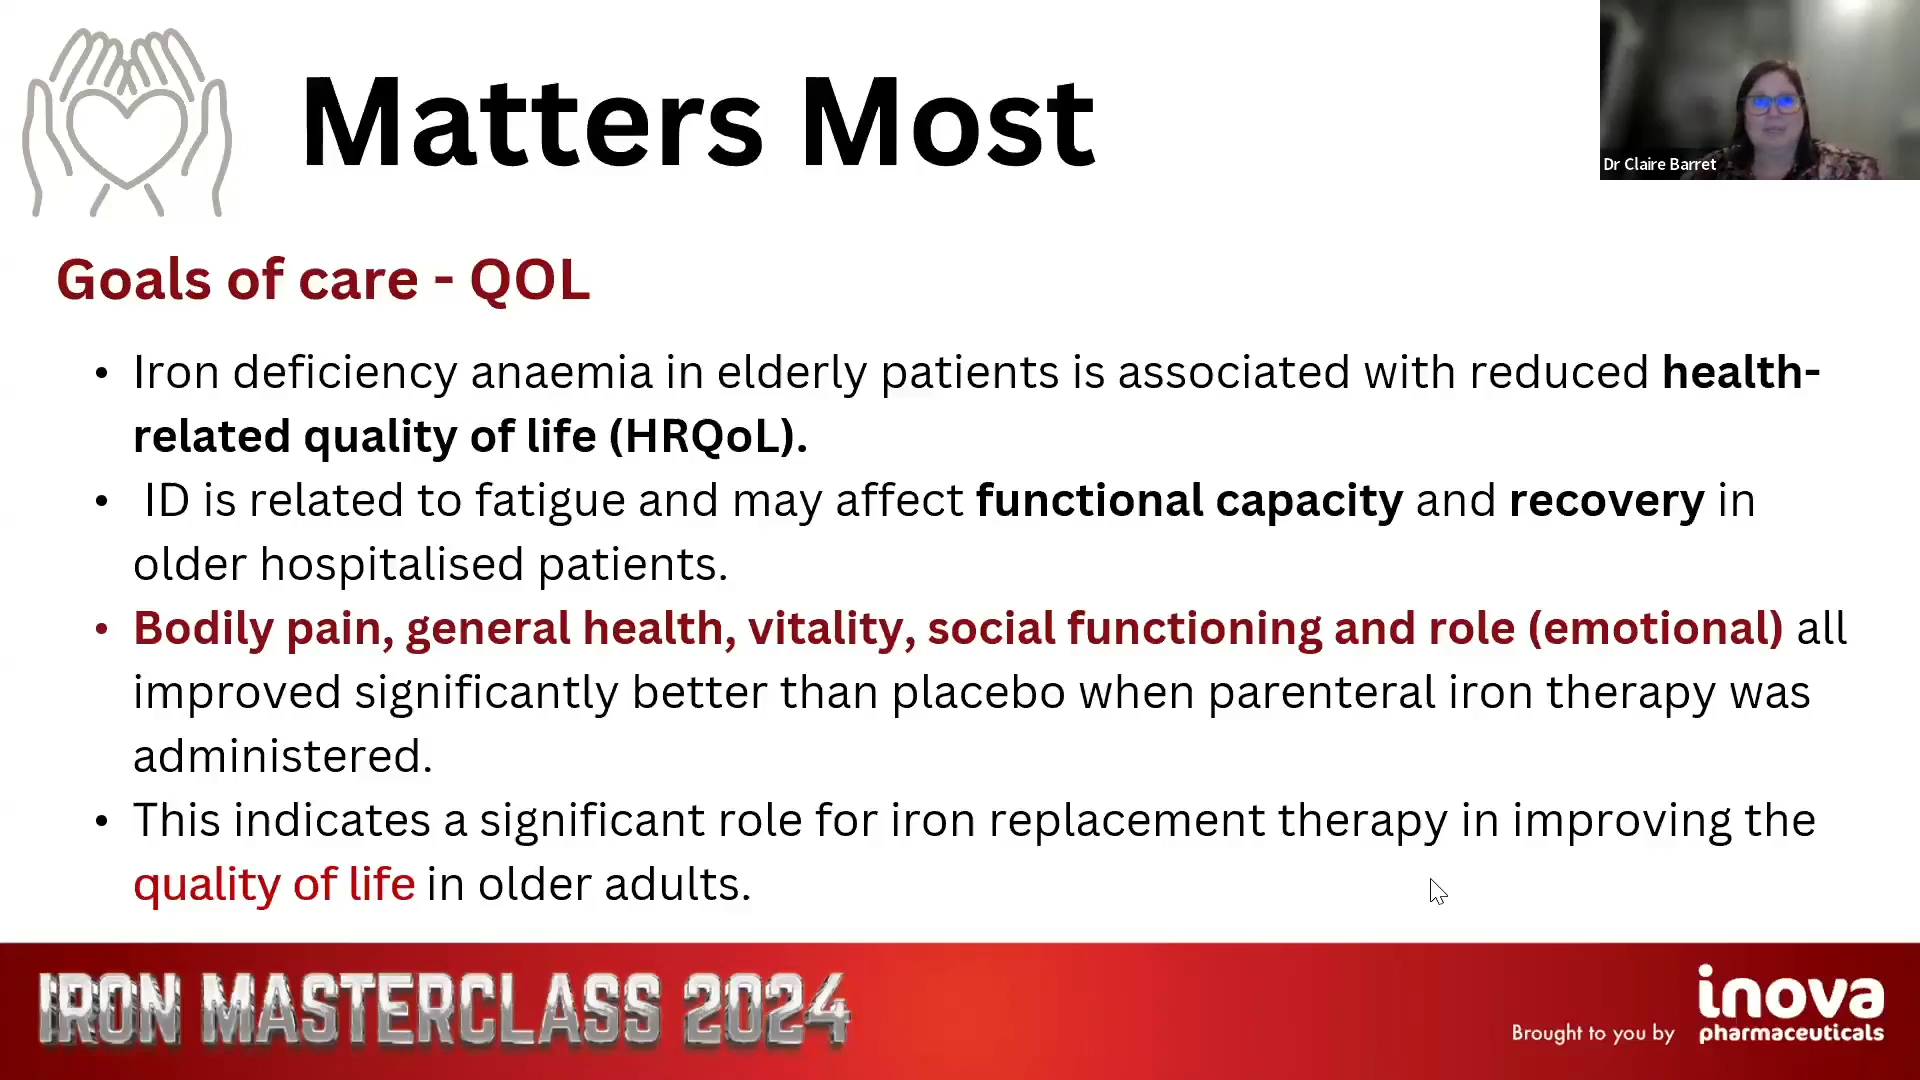 Matters Most
Dr Claire Barret
Goals of care - QOL
• Iron deficiency anaemia in elderly patients is associated with reduced health-
related quality of life (HRQoL).
• ID is related to fatigue and may affect functional capacity and recovery in
older hospitalised patients.
• Bodily pain, general health, vitality, social functioning and role (emotional) all
improved significantly better than placebo when parenteral iron therapy was
administered.
• This indicates a significant role for iron replacement therapy in improving the
quality of life in older adults.
IRON MASTERCLASS 2024
Brought to you by
inova
pharmaceuticals